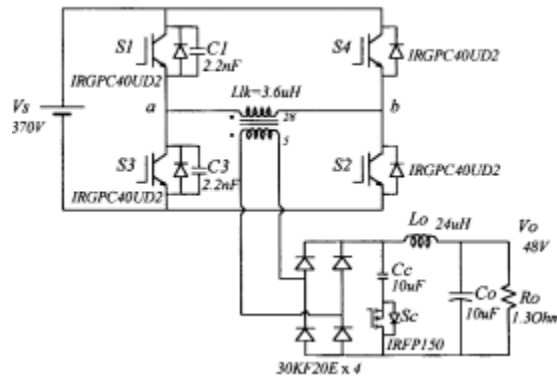 S1
C1
2.2nF
IRGPC40UD2
S4
IRGPC40UD2
Vs
370V
a
Llk=3.6uH
28
5
b
S3
C3
2.2nF
IRGPC40UD2
S2
IRGPC40UD2
Lo 24uH
Vo
48V
Cc
10uF
Sc
IRFP150
Co
10uF
Ro
1.3Ohm
30KF20E x 4